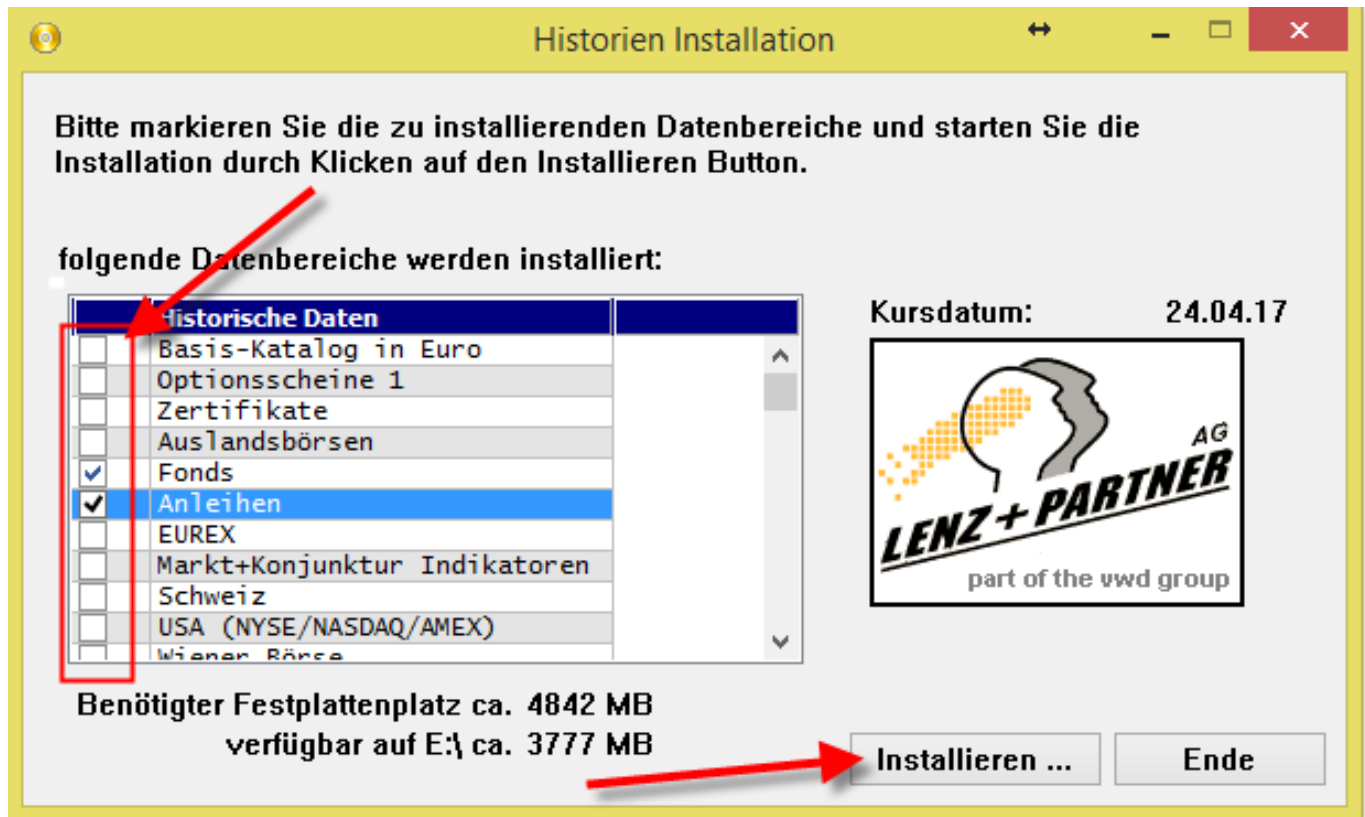 Historien Installation
Bitte markieren Sie die zu installierenden Datenbereiche und starten Sie die
Installation durch Klicken auf den Installieren Button.
folgende Datenbereiche werden installiert:
Historische Daten
Basis-Katalog in Euro
Optionsscheine 1
Zertifikate
Auslandsbörsen
Fonds
Anleihen
EUREX
Markt+Konjunktur Indikatoren
Schweiz
USA (NYSE/NASDAQ/AMEX)
Wiener Börse
Kursdatum: 24.04.17
AG
LENZ + PARTNER
part of the vwd group
Benötigter Festplattenplatz ca. 4842 MB
verfügbar auf E:\ ca. 3777 MB
Installieren ...
Ende